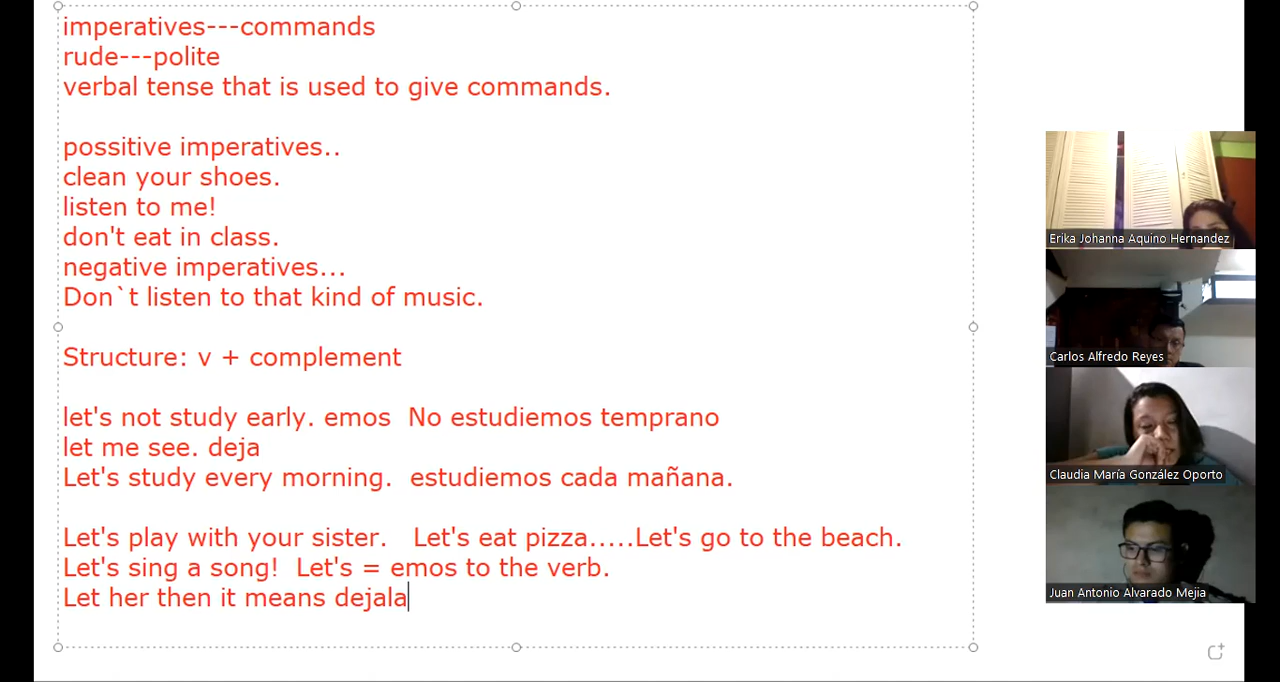 imperatives---commands
rude---polite
verbal tense that is used to give commands.
possitive imperatives..
clean your shoes.
listen to me!
don't eat in class.
negative imperatives...
Don`t listen to that kind of music.
Structure: v + complement
let's not study early. emos  No estudiemos temprano
let me see. deja
Let's study every morning.  estudiemos cada mañana.
Let's play with your sister.   Let's eat pizza.....Let's go to the beach.
Let's sing a song!  Let's = emos to the verb.
Let her then it means dejala
Erika Johanna Aquino Hernandez
Carlos Alfredo Reyes
Claudia María González Oporto
Juan Antonio Alvarado Mejia